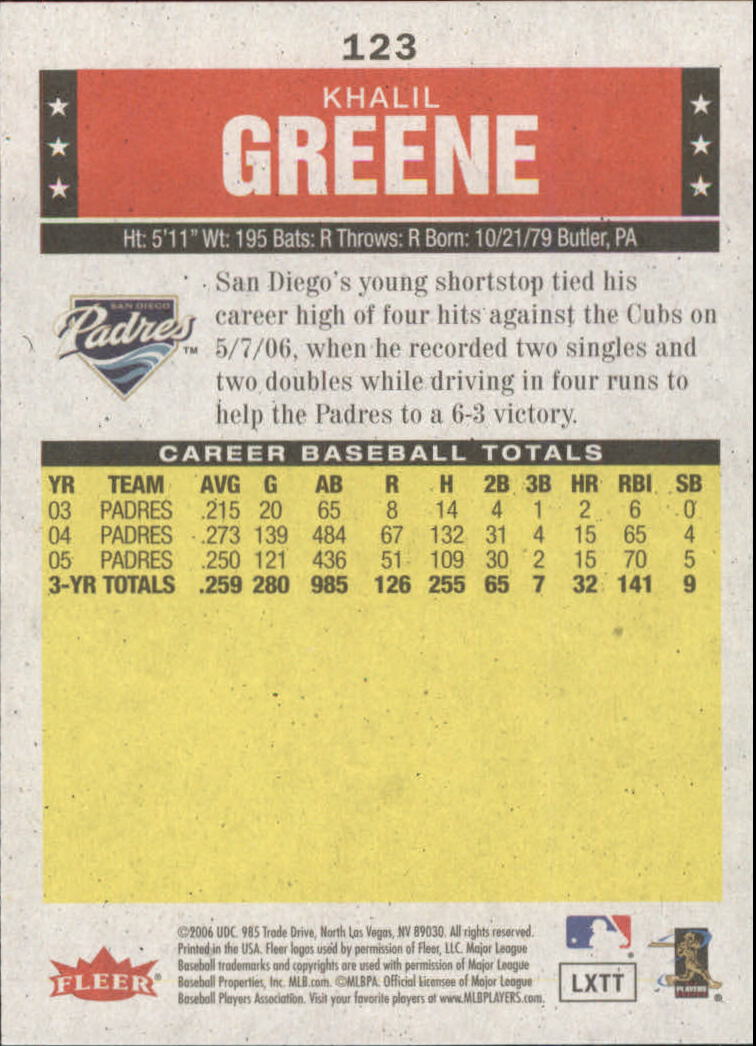 123
KHALIL
GREENE
Ht: 5'11" Wt: 195 Bats: R Throws: R Born: 10/21/79 Butler, PA
SAN DIEGO
Padres™
San Diego's young shortstop tied his
career high of four hits against the Cubs on
5/7/06, when he recorded two singles and
two doubles while driving in four runs to
help the Padres to a 6-3 victory.
CAREER BASEBALL TOTALS
YR TEAM AVG G AB R H 2B 3B HR RBI SB
03 PADRES .215 20 65 8 14 4 1 2 6 0
04 PADRES .273 139 484 67 132 31 4 15 65 4
05 PADRES .250 121 436 51 109 30 2 15 70 5
3-YR TOTALS .259 280 985 126 255 65 7 32 141 9
FLEER®
©2006 UDC. 985 Trade Drive, North Las Vegas, NV 89030. All rights reserved.
Printed in the USA. Fleer logos used by permission of Fleer, LLC. Major League
Baseball trademarks and copyrights are used with permission of Major League
Baseball Properties, Inc. MLB.com. ©MLBPA. Official Licensee of Major League
Baseball Players Association. Visit your favorite players at www.MLBPLAYERS.com.
®
LXTT
PLAYERS
®